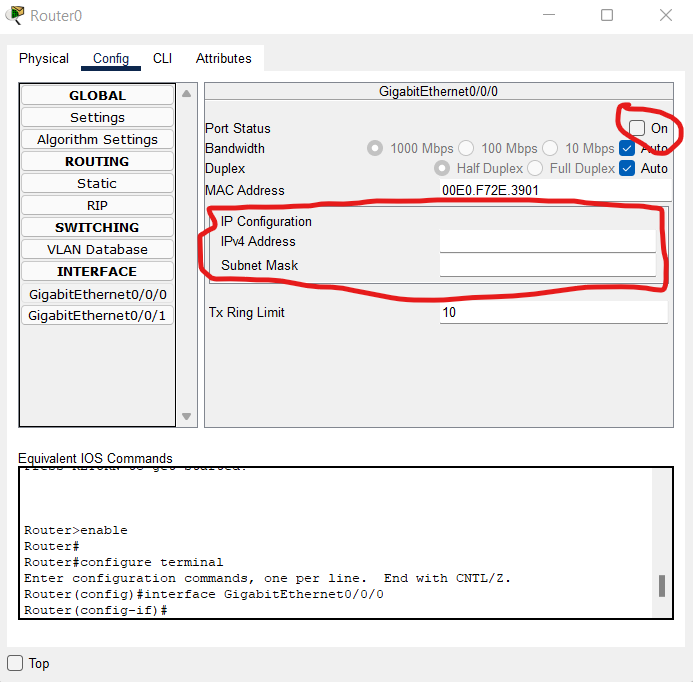 Router0
Physical Config CLI Attributes
GLOBAL
Settings
Algorithm Settings
ROUTING
Static
RIP
SWITCHING
VLAN Database
INTERFACE
GigabitEthernet0/0/0
GigabitEthernet0/0/1
GigabitEthernet0/0/0
Port Status On
Bandwidth 1000 Mbps 100 Mbps 10 Mbps Auto
Duplex Half Duplex Full Duplex Auto
MAC Address 00E0.F72E.3901
IP Configuration
IPv4 Address
Subnet Mask
Tx Ring Limit 10
Equivalent IOS Commands
Press RETURN to get started!
Router>enable
Router#
Router#configure terminal
Enter configuration commands, one per line.  End with CNTL/Z.
Router(config)#interface GigabitEthernet0/0/0
Router(config-if)#
Top